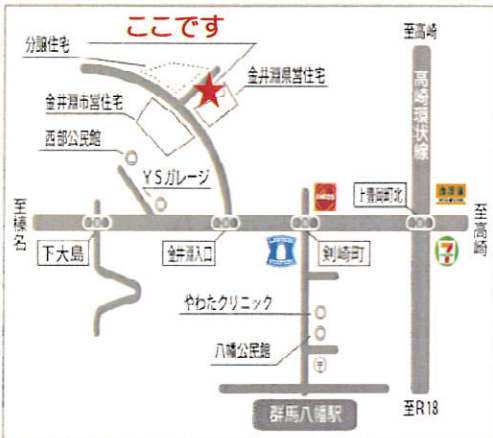 ここです
分譲住宅
至高崎
金井淵県営住宅
金井淵市営住宅
高崎環状線
西部公民館
YSガレージ
ENEOS
上豊岡町北
至榛名
至高崎
下大島
金井淵入口
LAWSON
剣崎町
7
やわたクリニック
八幡公民館
〒
群馬八幡駅
至R18